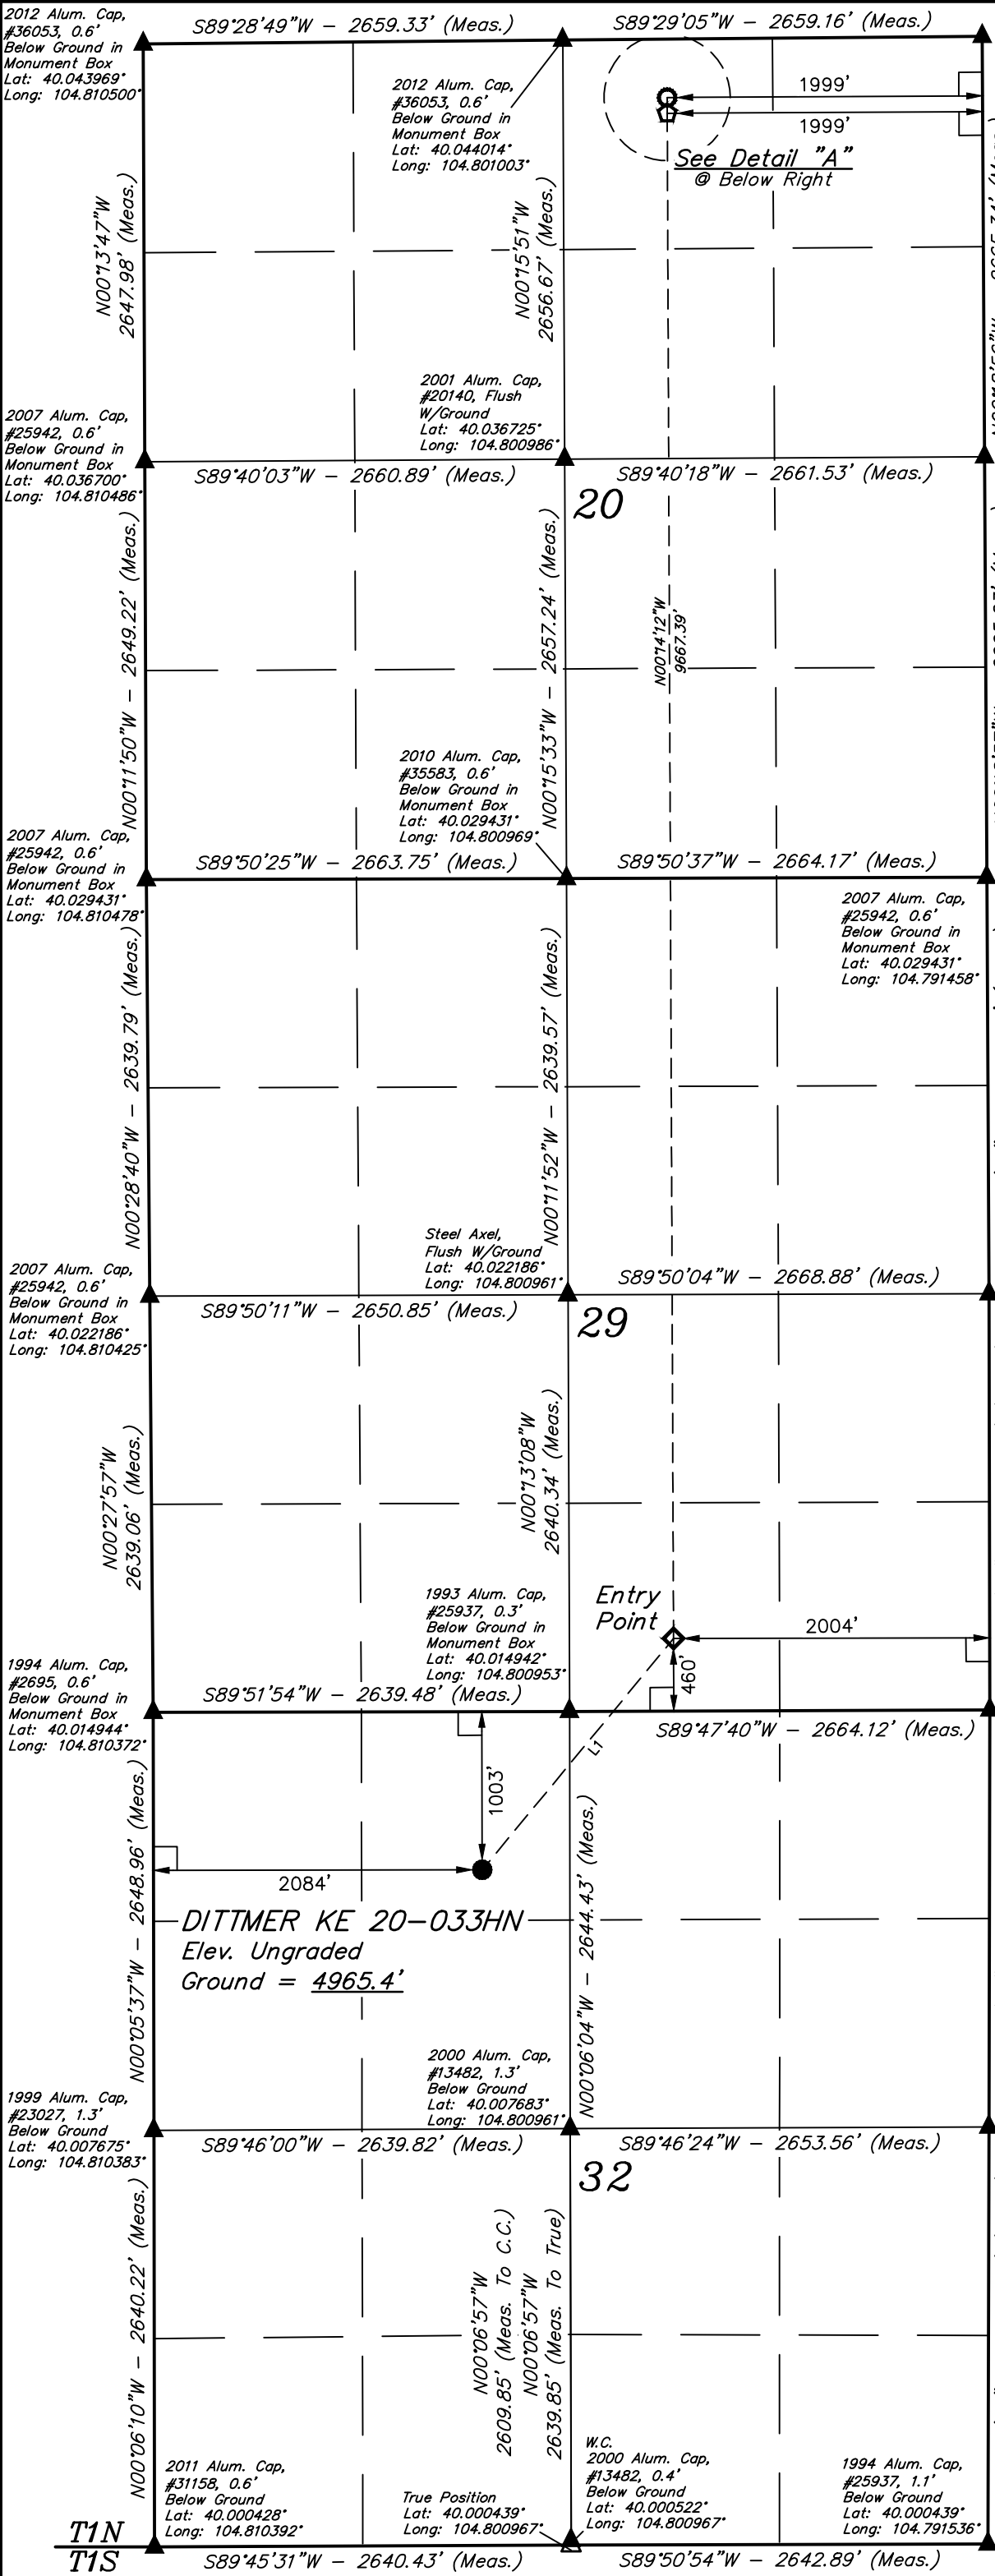 2012 Alum. Cap,
#36053, 0.6'
Below Ground in
Monument Box
Lat: 40.043969°
Long: 104.810500°
S89°28'49"W - 2659.33' (Meas.)
S89°29'05"W - 2659.16' (Meas.)
2012 Alum. Cap,
#36053, 0.6'
Below Ground in
Monument Box
Lat: 40.044014°
Long: 104.801003°
1999'
1999'
See Detail "A"
@ Below Right
N00°13'47"W
2647.98' (Meas.)
N00°15'51"W
2656.67' (Meas.)
2001 Alum. Cap,
#20140, Flush
W/Ground
Lat: 40.036725°
Long: 104.800986°
2007 Alum. Cap,
#25942, 0.6'
Below Ground in
Monument Box
Lat: 40.036700°
Long: 104.810486°
S89°40'03"W - 2660.89' (Meas.)
S89°40'18"W - 2661.53' (Meas.)
20
N00°11'50"W - 2649.22' (Meas.)
N00°15'33"W - 2657.24' (Meas.)
N00°14'12"W
9667.39'
2010 Alum. Cap,
#35583, 0.6'
Below Ground in
Monument Box
Lat: 40.029431°
Long: 104.800969°
2007 Alum. Cap,
#25942, 0.6'
Below Ground in
Monument Box
Lat: 40.029431°
Long: 104.810478°
S89°50'25"W - 2663.75' (Meas.)
S89°50'37"W - 2664.17' (Meas.)
2007 Alum. Cap,
#25942, 0.6'
Below Ground in
Monument Box
Lat: 40.029431°
Long: 104.791458°
N00°28'40"W - 2639.79' (Meas.)
N00°11'52"W - 2639.57' (Meas.)
Steel Axel,
Flush W/Ground
Lat: 40.022186°
Long: 104.800961°
2007 Alum. Cap,
#25942, 0.6'
Below Ground in
Monument Box
Lat: 40.022186°
Long: 104.810425°
S89°50'11"W - 2650.85' (Meas.)
S89°50'04"W - 2668.88' (Meas.)
29
N00°27'57"W
2639.06' (Meas.)
N00°13'08"W
2640.34' (Meas.)
1993 Alum. Cap,
#25937, 0.3'
Below Ground in
Monument Box
Lat: 40.014942°
Long: 104.800953°
Entry
Point
2004'
460'
1994 Alum. Cap,
#2695, 0.6'
Below Ground in
Monument Box
Lat: 40.014944°
Long: 104.810372°
S89°51'54"W - 2639.48' (Meas.)
S89°47'40"W - 2664.12' (Meas.)
L1
1003'
2084'
N00°05'37"W - 2648.96' (Meas.)
N00°06'04"W - 2644.43' (Meas.)
DITTMER KE 20-033HN
Elev. Ungraded
Ground = 4965.4'
2000 Alum. Cap,
#13482, 1.3'
Below Ground
Lat: 40.007683°
Long: 104.800961°
1999 Alum. Cap,
#23027, 1.3'
Below Ground
Lat: 40.007675°
Long: 104.810383°
S89°46'00"W - 2639.82' (Meas.)
S89°46'24"W - 2653.56' (Meas.)
32
N00°06'10"W - 2640.22' (Meas.)
N00°06'57"W
2609.85' (Meas. To C.C.)
N00°06'57"W
2639.85' (Meas. To True)
2011 Alum. Cap,
#31158, 0.6'
Below Ground
Lat: 40.000428°
Long: 104.810392°
True Position
Lat: 40.000439°
Long: 104.800967°
W.C.
2000 Alum. Cap,
#13482, 0.4'
Below Ground
Lat: 40.000522°
Long: 104.800967°
1994 Alum. Cap,
#25937, 1.1'
Below Ground
Lat: 40.000439°
Long: 104.791536°
T1N
T1S
S89°45'31"W - 2640.43' (Meas.)
S89°50'54"W - 2642.89' (Meas.)